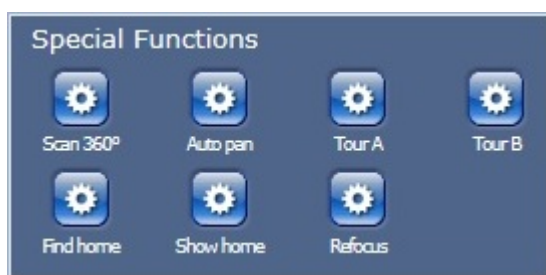 Special Functions
Scan 360º Auto pan Tour A Tour B
Find home Show home Refocus